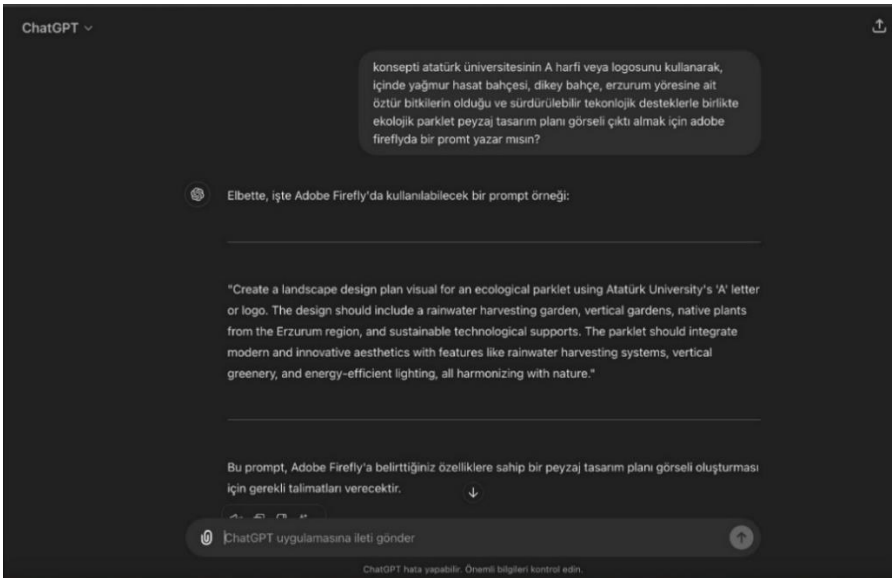 ChatGPT
konsepti atatürk üniversitesinin A harfi veya logosunu kullanarak,
içinde yağmur hasat bahçesi, dikey bahçe, erzurum yöresine ait
öztür bitkilerin olduğu ve sürdürülebilir tekonlojik desteklerle birlikte
ekolojik parklet peyzaj tasarım planı görseli çıktı almak için adobe
fireflyda bir promt yazar mısın?
Elbette, işte Adobe Firefly'da kullanılabilecek bir prompt örneği:
"Create a landscape design plan visual for an ecological parklet using Atatürk University's 'A' letter
or logo. The design should include a rainwater harvesting garden, vertical gardens, native plants
from the Erzurum region, and sustainable technological supports. The parklet should integrate
modern and innovative aesthetics with features like rainwater harvesting systems, vertical
greenery, and energy-efficient lighting, all harmonizing with nature."
Bu prompt, Adobe Firefly'a belirttiğiniz özelliklere sahip bir peyzaj tasarım planı görseli oluşturması
için gerekli talimatları verecektir.
ChatGPT uygulamasına ileti gönder
ChatGPT hata yapabilir. Önemli bilgileri kontrol edin.